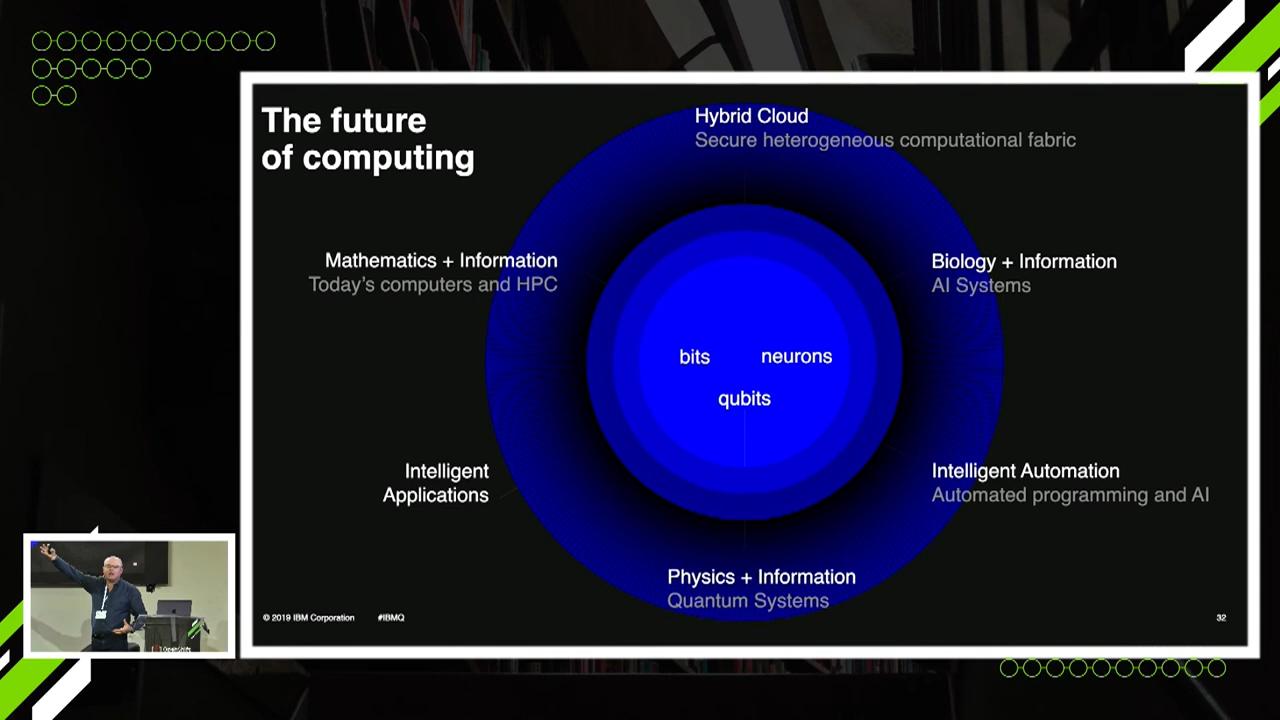 The future
of computing
Hybrid Cloud
Secure heterogeneous computational fabric
Mathematics + Information
Today's computers and HPC
Biology + Information
AI Systems
bits
neurons
qubits
Intelligent
Applications
Intelligent Automation
Automated programming and AI
Physics + Information
Quantum Systems
© 2019 IBM Corporation
#IBMQ
32